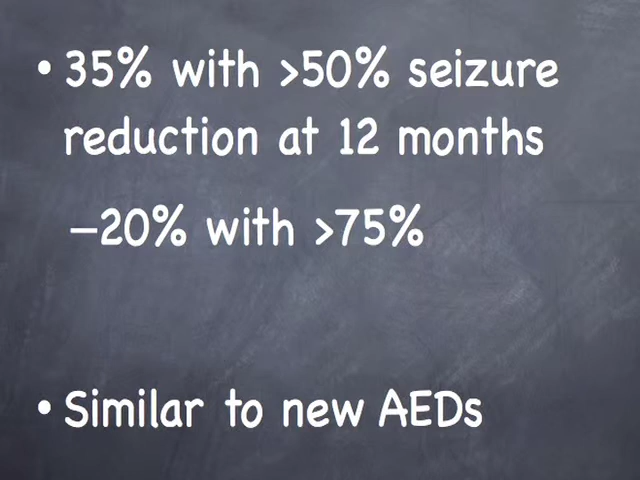 • 35% with >50% seizure
reduction at 12 months
–20% with >75%
• Similar to new AEDs